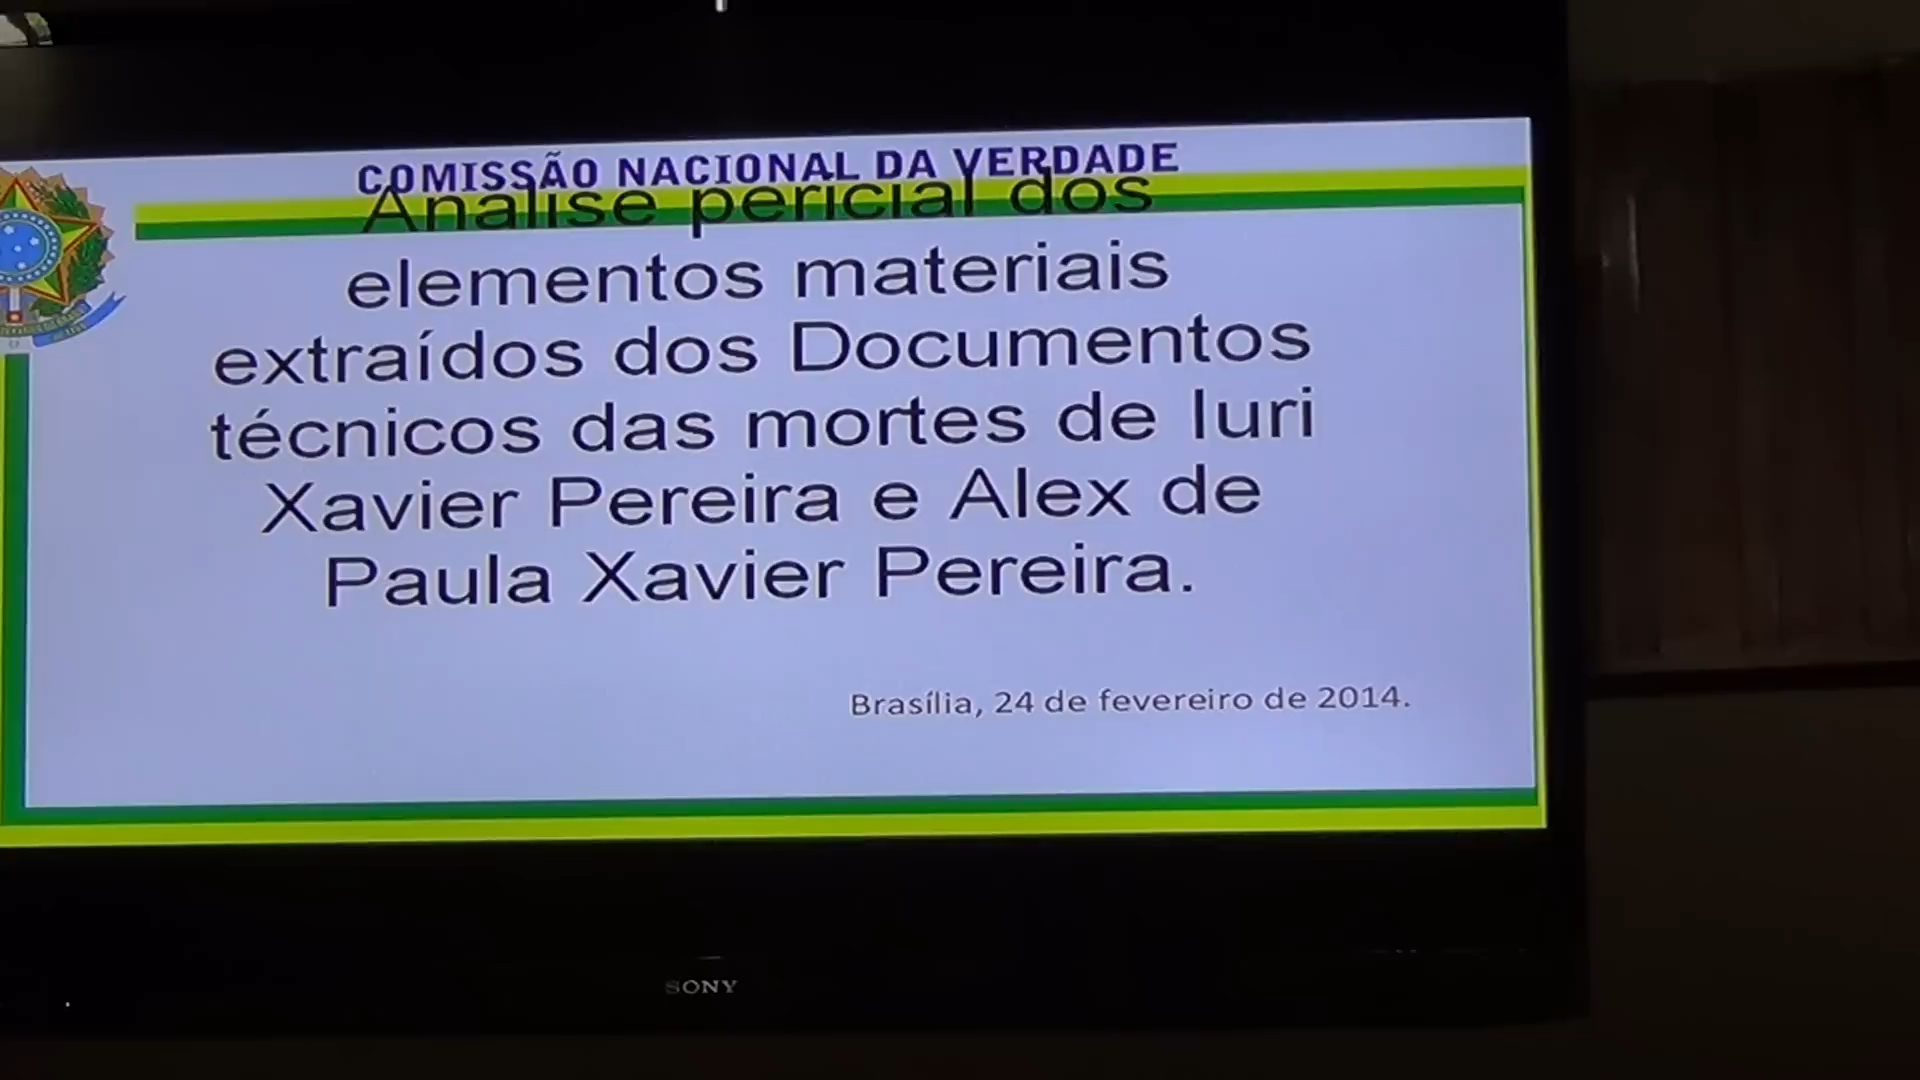 COMISSÃO NACIONAL DA VERDADE
Análise pericial dos
elementos materiais
extraídos dos Documentos
técnicos das mortes de Iuri
Xavier Pereira e Alex de
Paula Xavier Pereira.
Brasília, 24 de fevereiro de 2014.
SONY